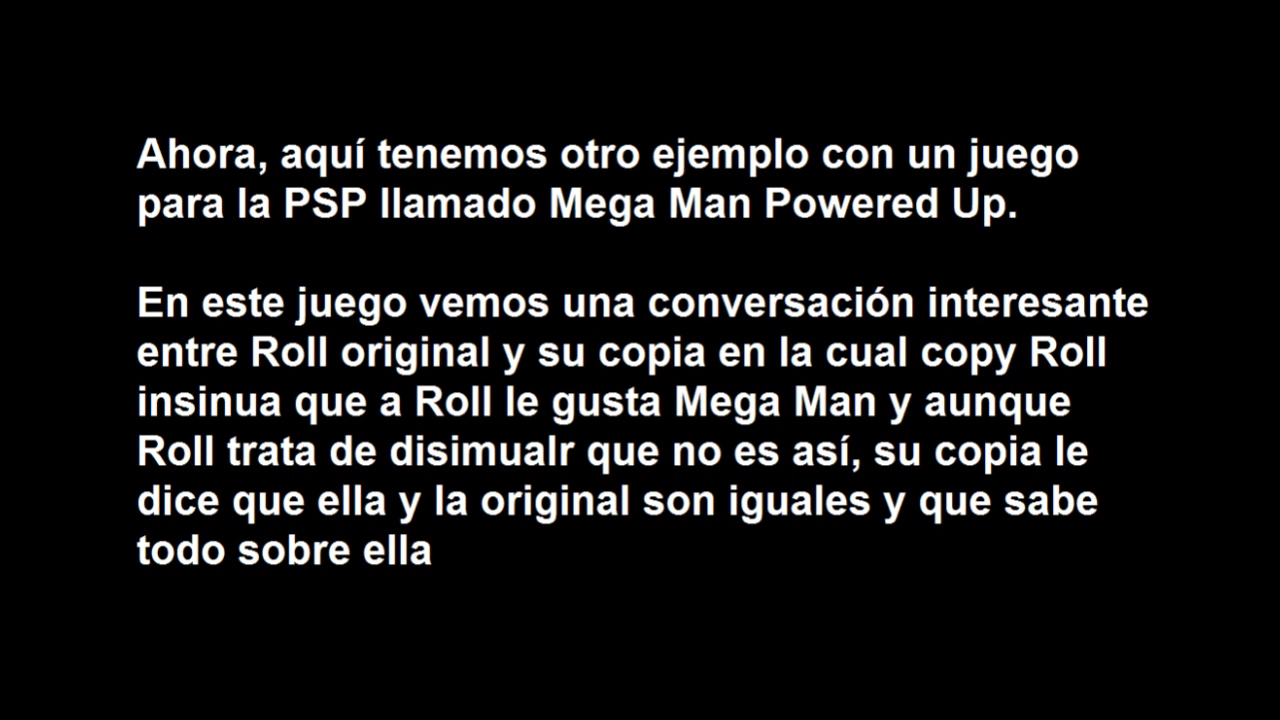 Ahora, aquí tenemos otro ejemplo con un juego
para la PSP llamado Mega Man Powered Up.
En este juego vemos una conversación interesante
entre Roll original y su copia en la cual copy Roll
insinua que a Roll le gusta Mega Man y aunque
Roll trata de disimualr que no es así, su copia le
dice que ella y la original son iguales y que sabe
todo sobre ella